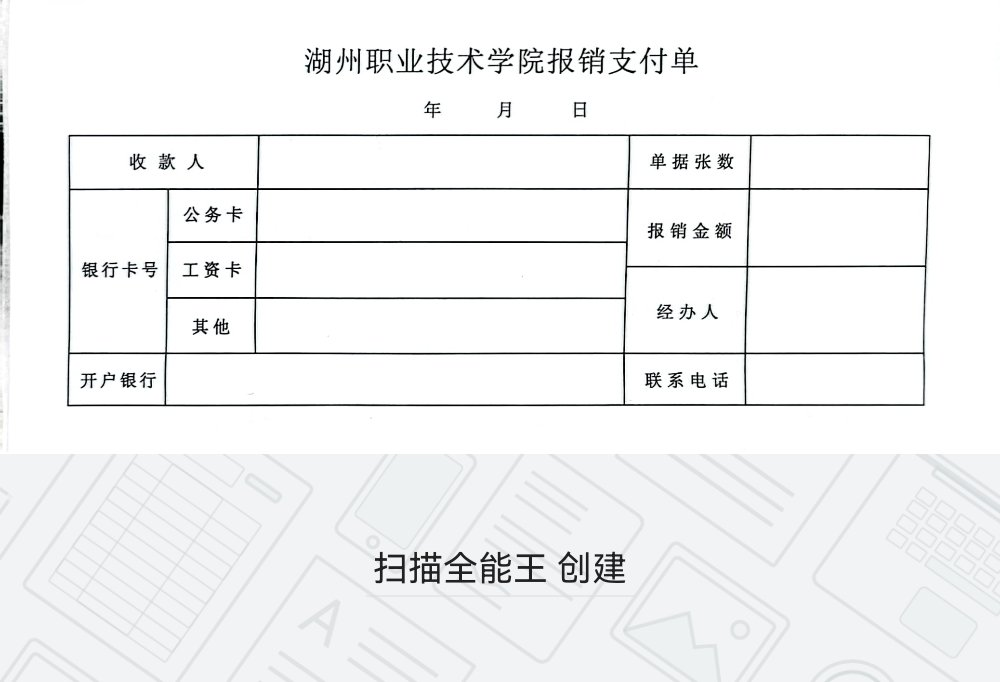 湖州职业技术学院报销支付单
年 月 日
收款人 单据张数
公务卡
报销金额
银行卡号 工资卡
经办人
其他
开户银行 联系电话
A
扫描全能王 创建